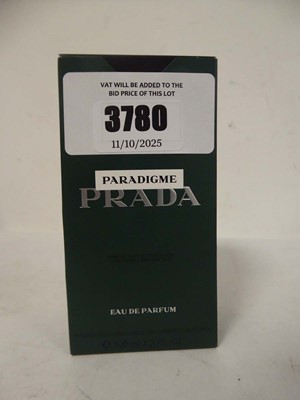 VAT WILL BE ADDED TO THE
BID PRICE OF THIS LOT
3780
11/10/2025
PARADIGME
PRADA
EAU DE PARFUM